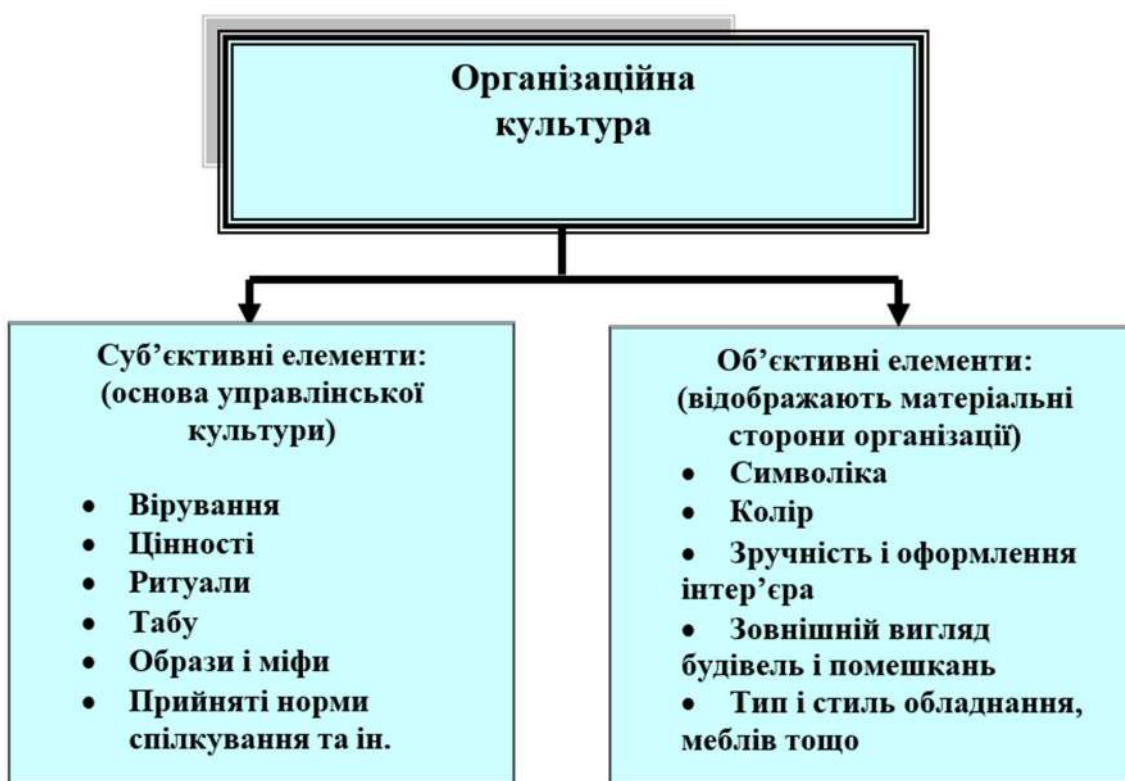 Організаційна
культура
Суб’єктивні елементи:
(основа управлінської
культури)
• Вірування
• Цінності
• Ритуали
• Табу
• Образи і міфи
• Прийняті норми
спілкування та ін.
Об’єктивні елементи:
(відображають матеріальні
сторони організації)
• Символіка
• Колір
• Зручність і оформлення
інтер’єра
• Зовнішній вигляд
будівель і помешкань
• Тип і стиль обладнання,
меблів тощо